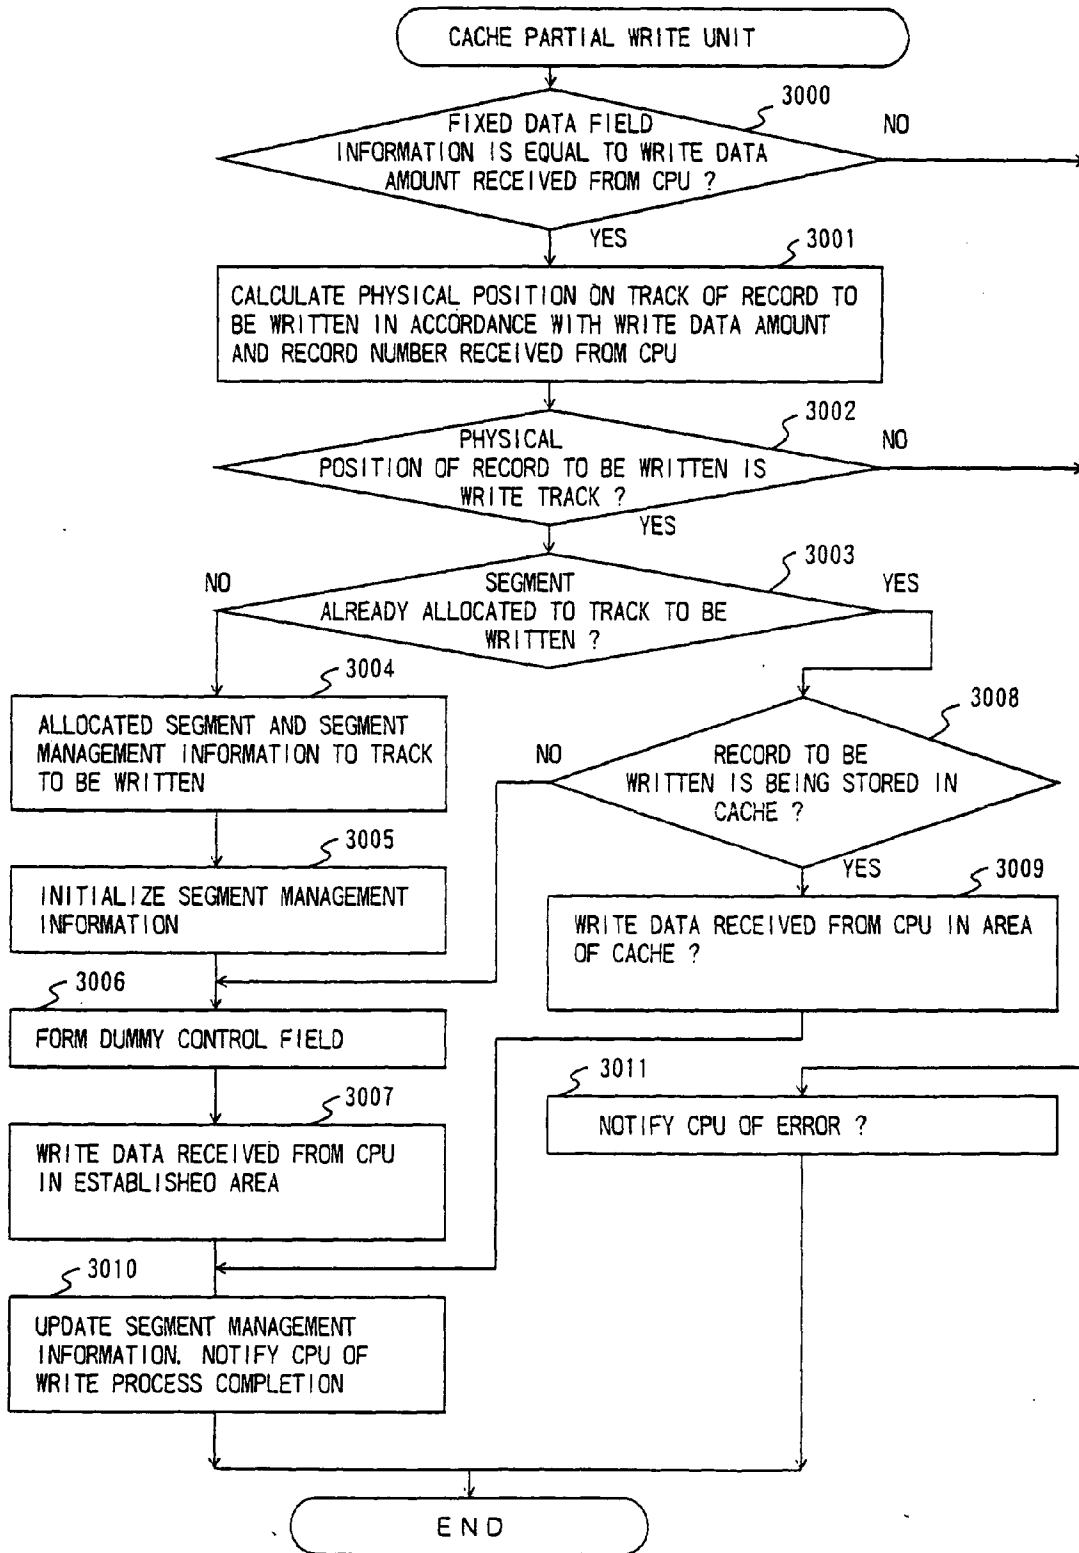 CACHE PARTIAL WRITE UNIT
3000
FIXED DATA FIELD
INFORMATION IS EQUAL TO WRITE DATA
AMOUNT RECEIVED FROM CPU ?
NO
YES
3001
CALCULATE PHYSICAL POSITION ON TRACK OF RECORD TO
BE WRITTEN IN ACCORDANCE WITH WRITE DATA AMOUNT
AND RECORD NUMBER RECEIVED FROM CPU
3002
PHYSICAL
POSITION OF RECORD TO BE WRITTEN IS
WRITE TRACK ?
NO
YES
3003
NO
SEGMENT
ALREADY ALLOCATED TO TRACK TO BE
WRITTEN ?
YES
3004
ALLOCATED SEGMENT AND SEGMENT
MANAGEMENT INFORMATION TO TRACK
TO BE WRITTEN
3008
NO
RECORD TO BE
WRITTEN IS BEING STORED IN
CACHE ?
YES
3005
INITIALIZE SEGMENT MANAGEMENT
INFORMATION
3009
WRITE DATA RECEIVED FROM CPU IN AREA
OF CACHE ?
3006
FORM DUMMY CONTROL FIELD
3007
WRITE DATA RECEIVED FROM CPU
IN ESTABLISHED AREA
3011
NOTIFY CPU OF ERROR ?
3010
UPDATE SEGMENT MANAGEMENT
INFORMATION. NOTIFY CPU OF
WRITE PROCESS COMPLETION
END